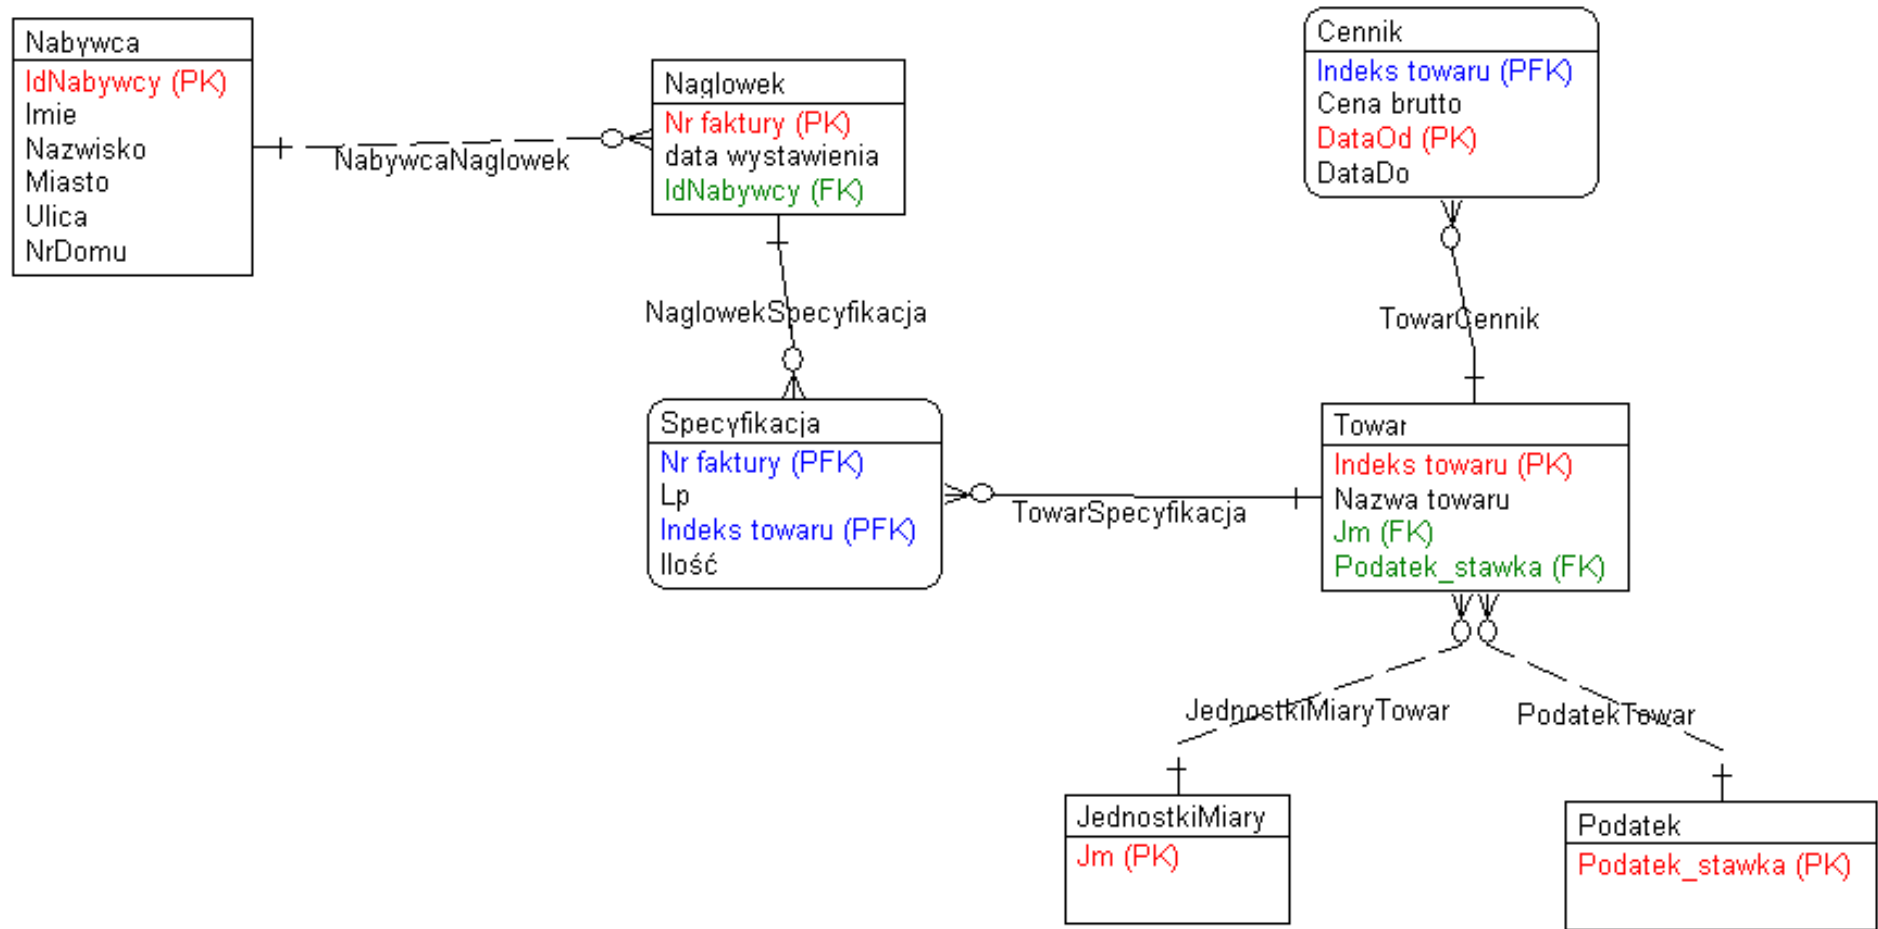 Nabywca
IdNabywcy (PK)
Imie
Nazwisko
Miasto
Ulica
NrDomu
NabywcaNaglowek
Naglowek
Nr faktury (PK)
data wystawienia
IdNabywcy (FK)
NaglowekSpecyfikacja
Cennik
Indeks towaru (PFK)
Cena brutto
DataOd (PK)
DataDo
TowarCennik
Specyfikacja
Nr faktury (PFK)
Lp
Indeks towaru (PFK)
Ilość
TowarSpecyfikacja
Towar
Indeks towaru (PK)
Nazwa towaru
Jm (FK)
Podatek_stawka (FK)
JednostkiMiaryTowar
PodatekTowar
JednostkiMiary
Jm (PK)
Podatek
Podatek_stawka (PK)